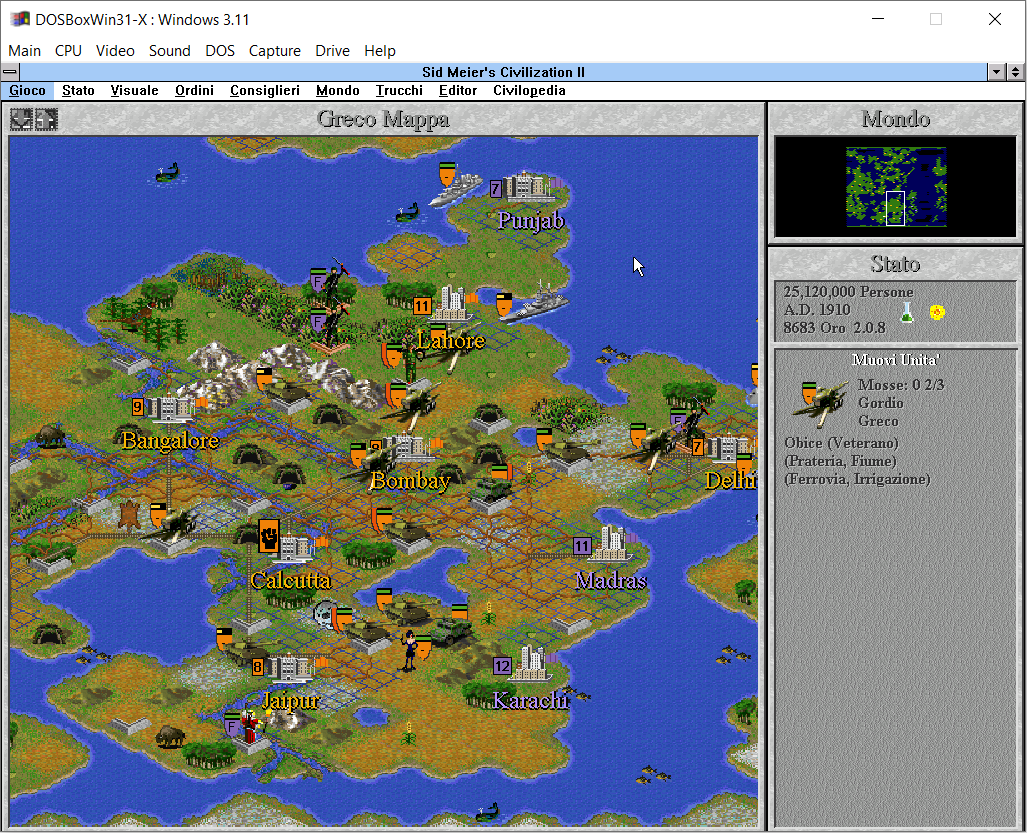 DOSBoxWin31-X : Windows 3.11
Main CPU Video Sound DOS Capture Drive Help
Sid Meier's Civilization II
Gioco Stato Visuale Ordini Consiglieri Mondo Trucchi Editor Civilopedia
Greco Mappa
7
Punjab
F
F
11
Lahore
9
Bangalore
Bombay
F
7
Delhi
Calcutta
11
Madras
8
Jaipur
12
Karachi
F
Mondo
Stato
25,120,000 Persone
A.D. 1910
8683 Oro 2.0.8
Muovi Unita'
Mosse: 0 2/3
Gordio
Greco
Obice (Veterano)
(Prateria, Fiume)
(Ferrovia, Irrigazione)